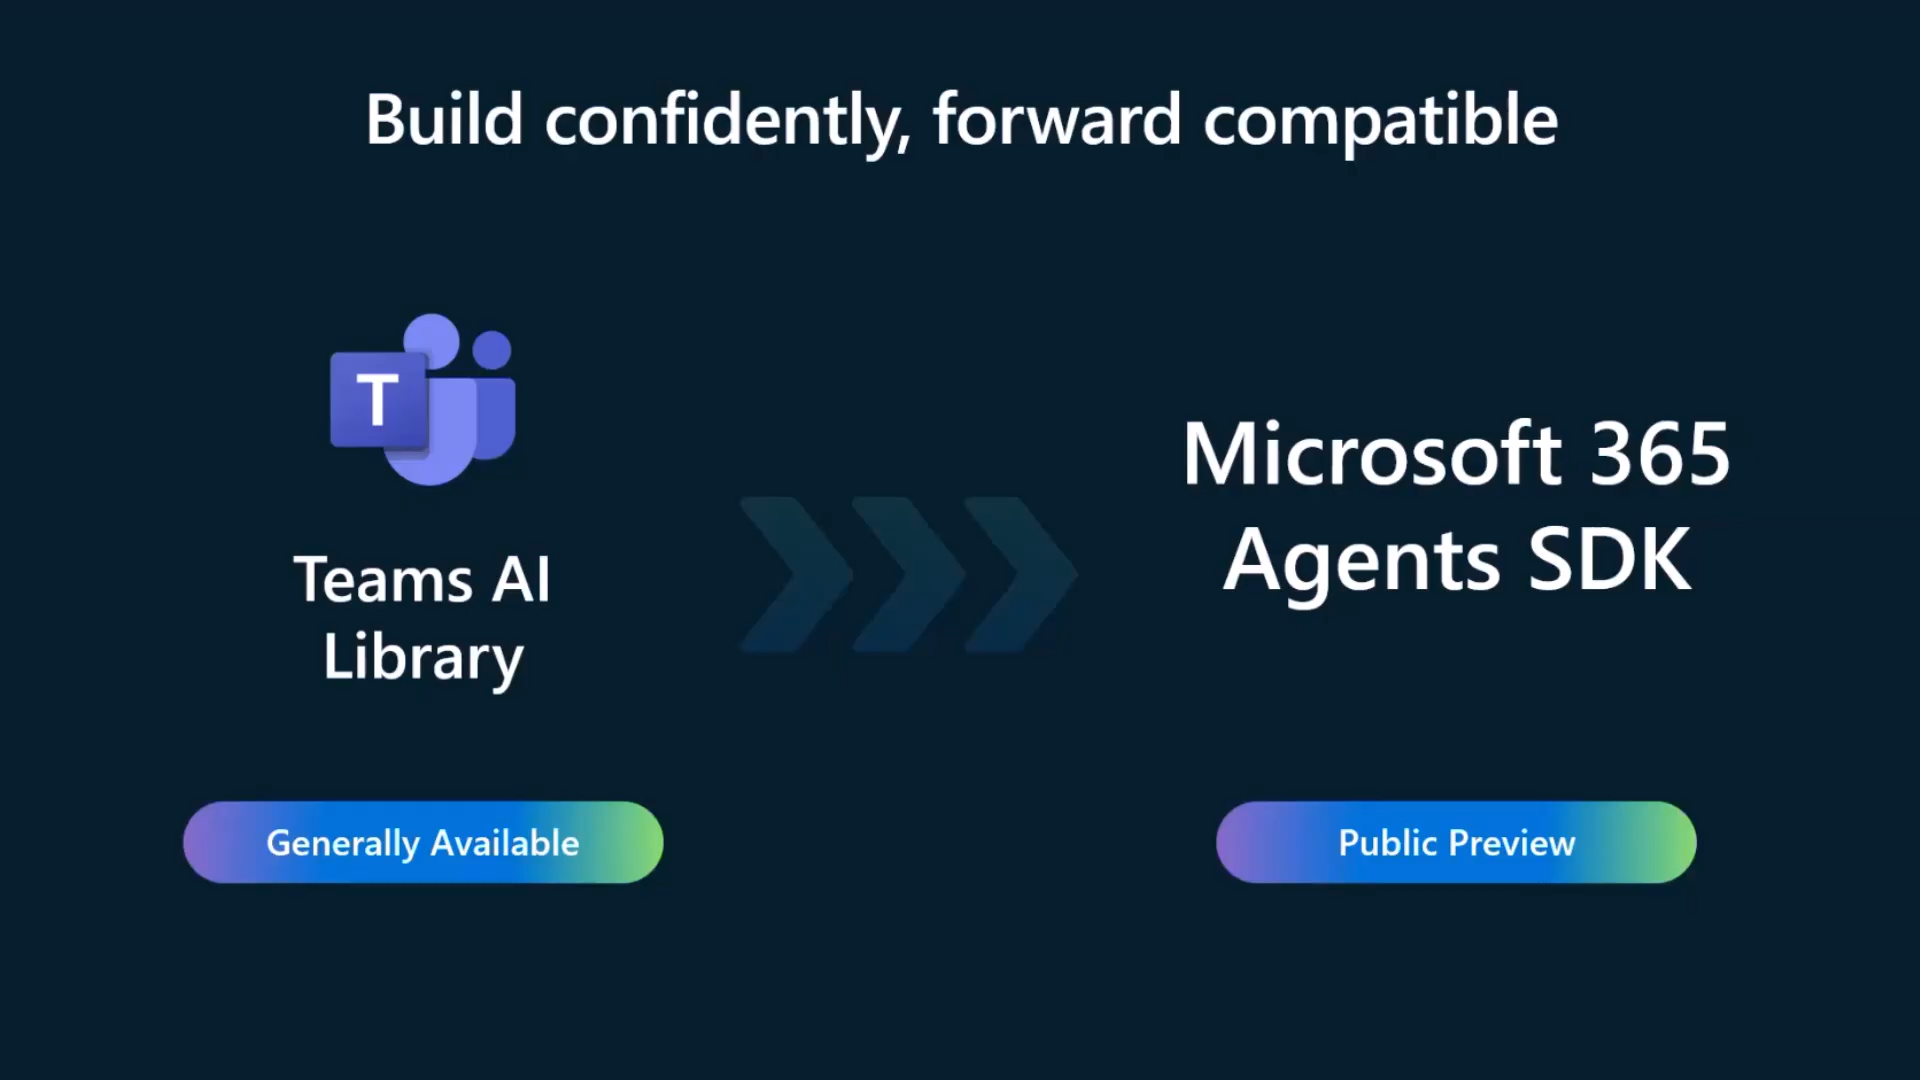 Build confidently, forward compatible
T
Teams AI
Library
Microsoft 365
Agents SDK
Generally Available
Public Preview